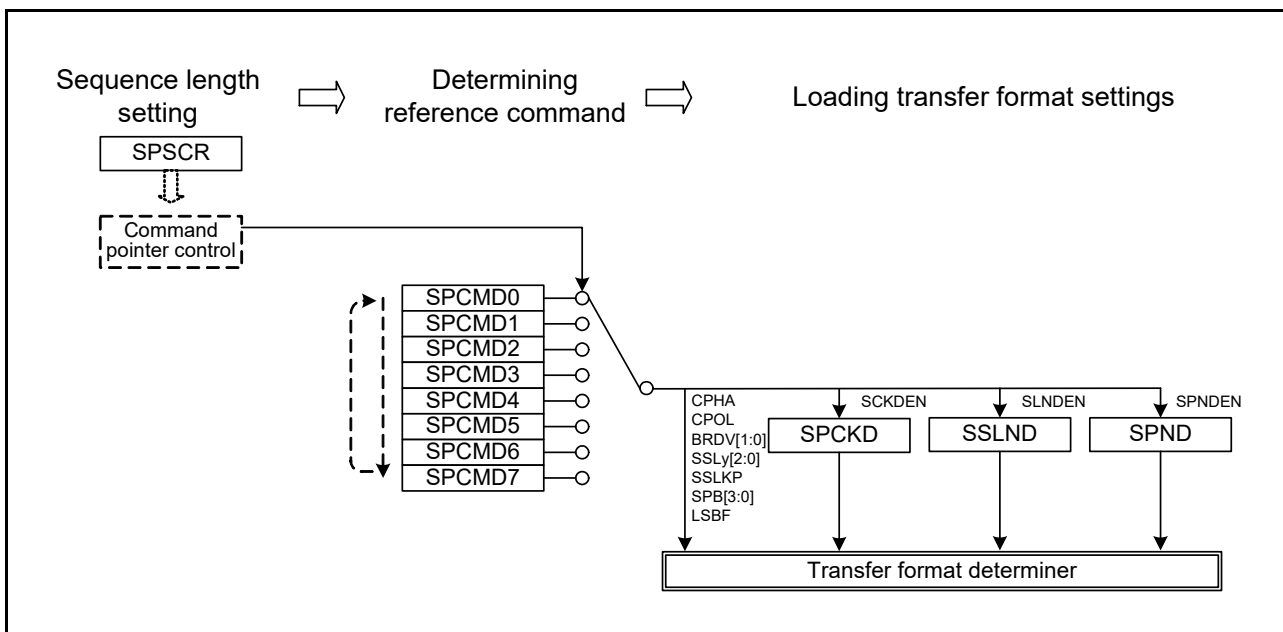 Sequence length
setting
Determining
reference command
Loading transfer format settings
SPSCR
Command
pointer control
SPCMD0
SPCMD1
SPCMD2
SPCMD3
SPCMD4
SPCMD5
SPCMD6
SPCMD7
CPHA
CPOL
BRDV[1:0]
SSLy[2:0]
SSLKP
SPB[3:0]
LSBF
SCKDEN
SPCKD
SLNDEN
SSLND
SPNDEN
SPND
Transfer format determiner